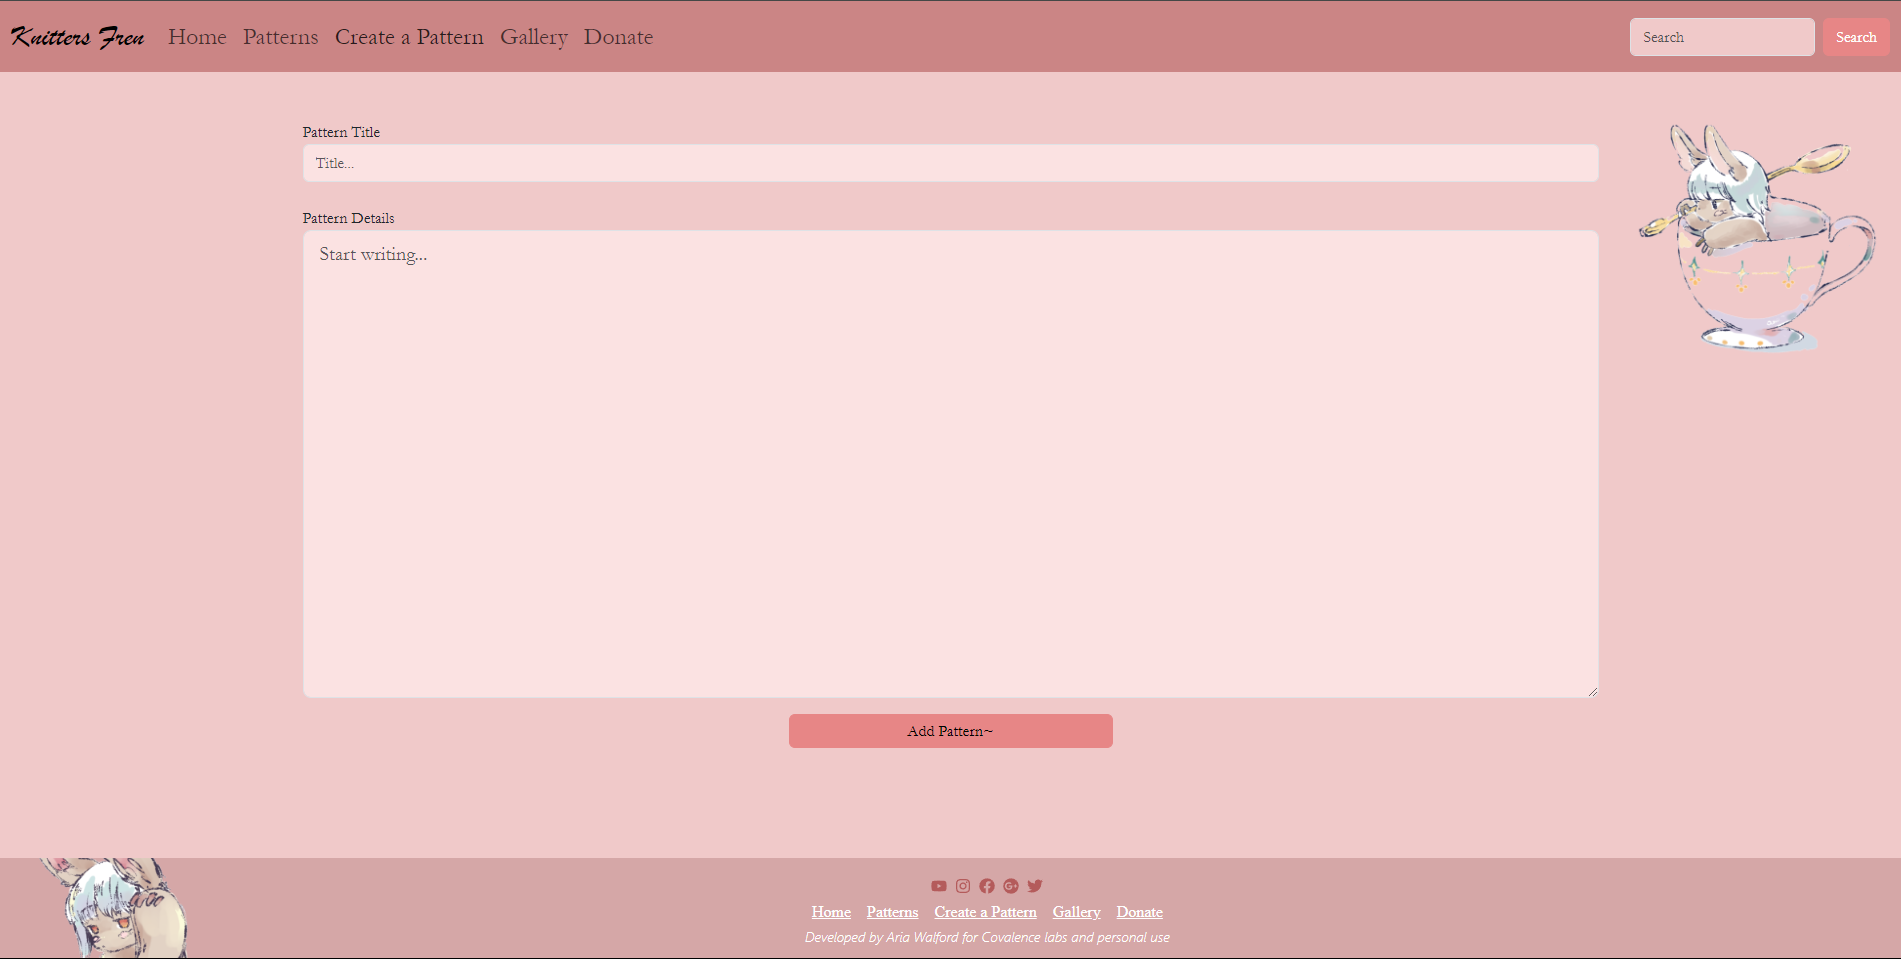 Knitters Fren Home Patterns Create a Pattern Gallery Donate Search Search
Pattern Title
Title...
Pattern Details
Start writing...
Add Pattern~
Home Patterns Create a Pattern Gallery Donate
Developed by Aria Walford for Covalence labs and personal use